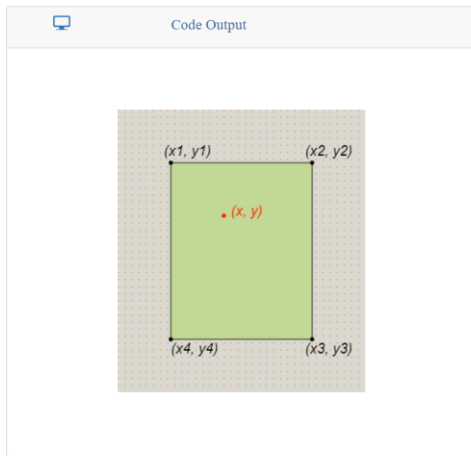 Code Output
(x1, y1) (x2, y2)
(x, y)
(x4, y4) (x3, y3)